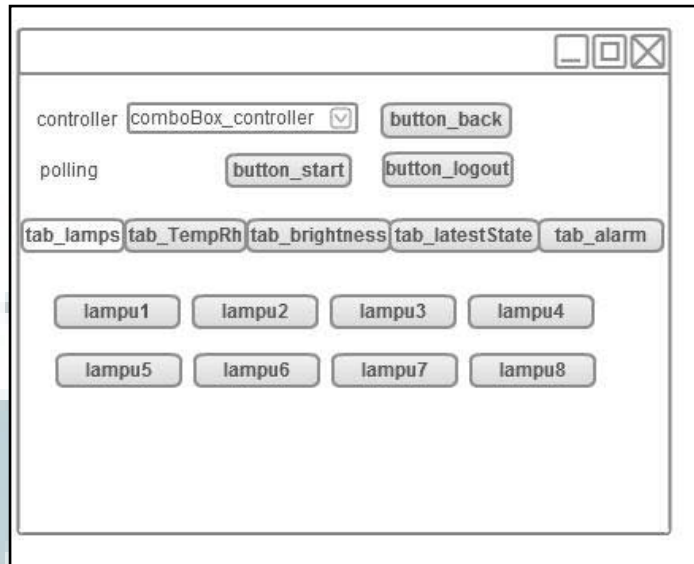 controller comboBox_controller button_back
polling button_start button_logout
tab_lamps tab_TempRh tab_brightness tab_latestState tab_alarm
lampu1 lampu2 lampu3 lampu4
lampu5 lampu6 lampu7 lampu8